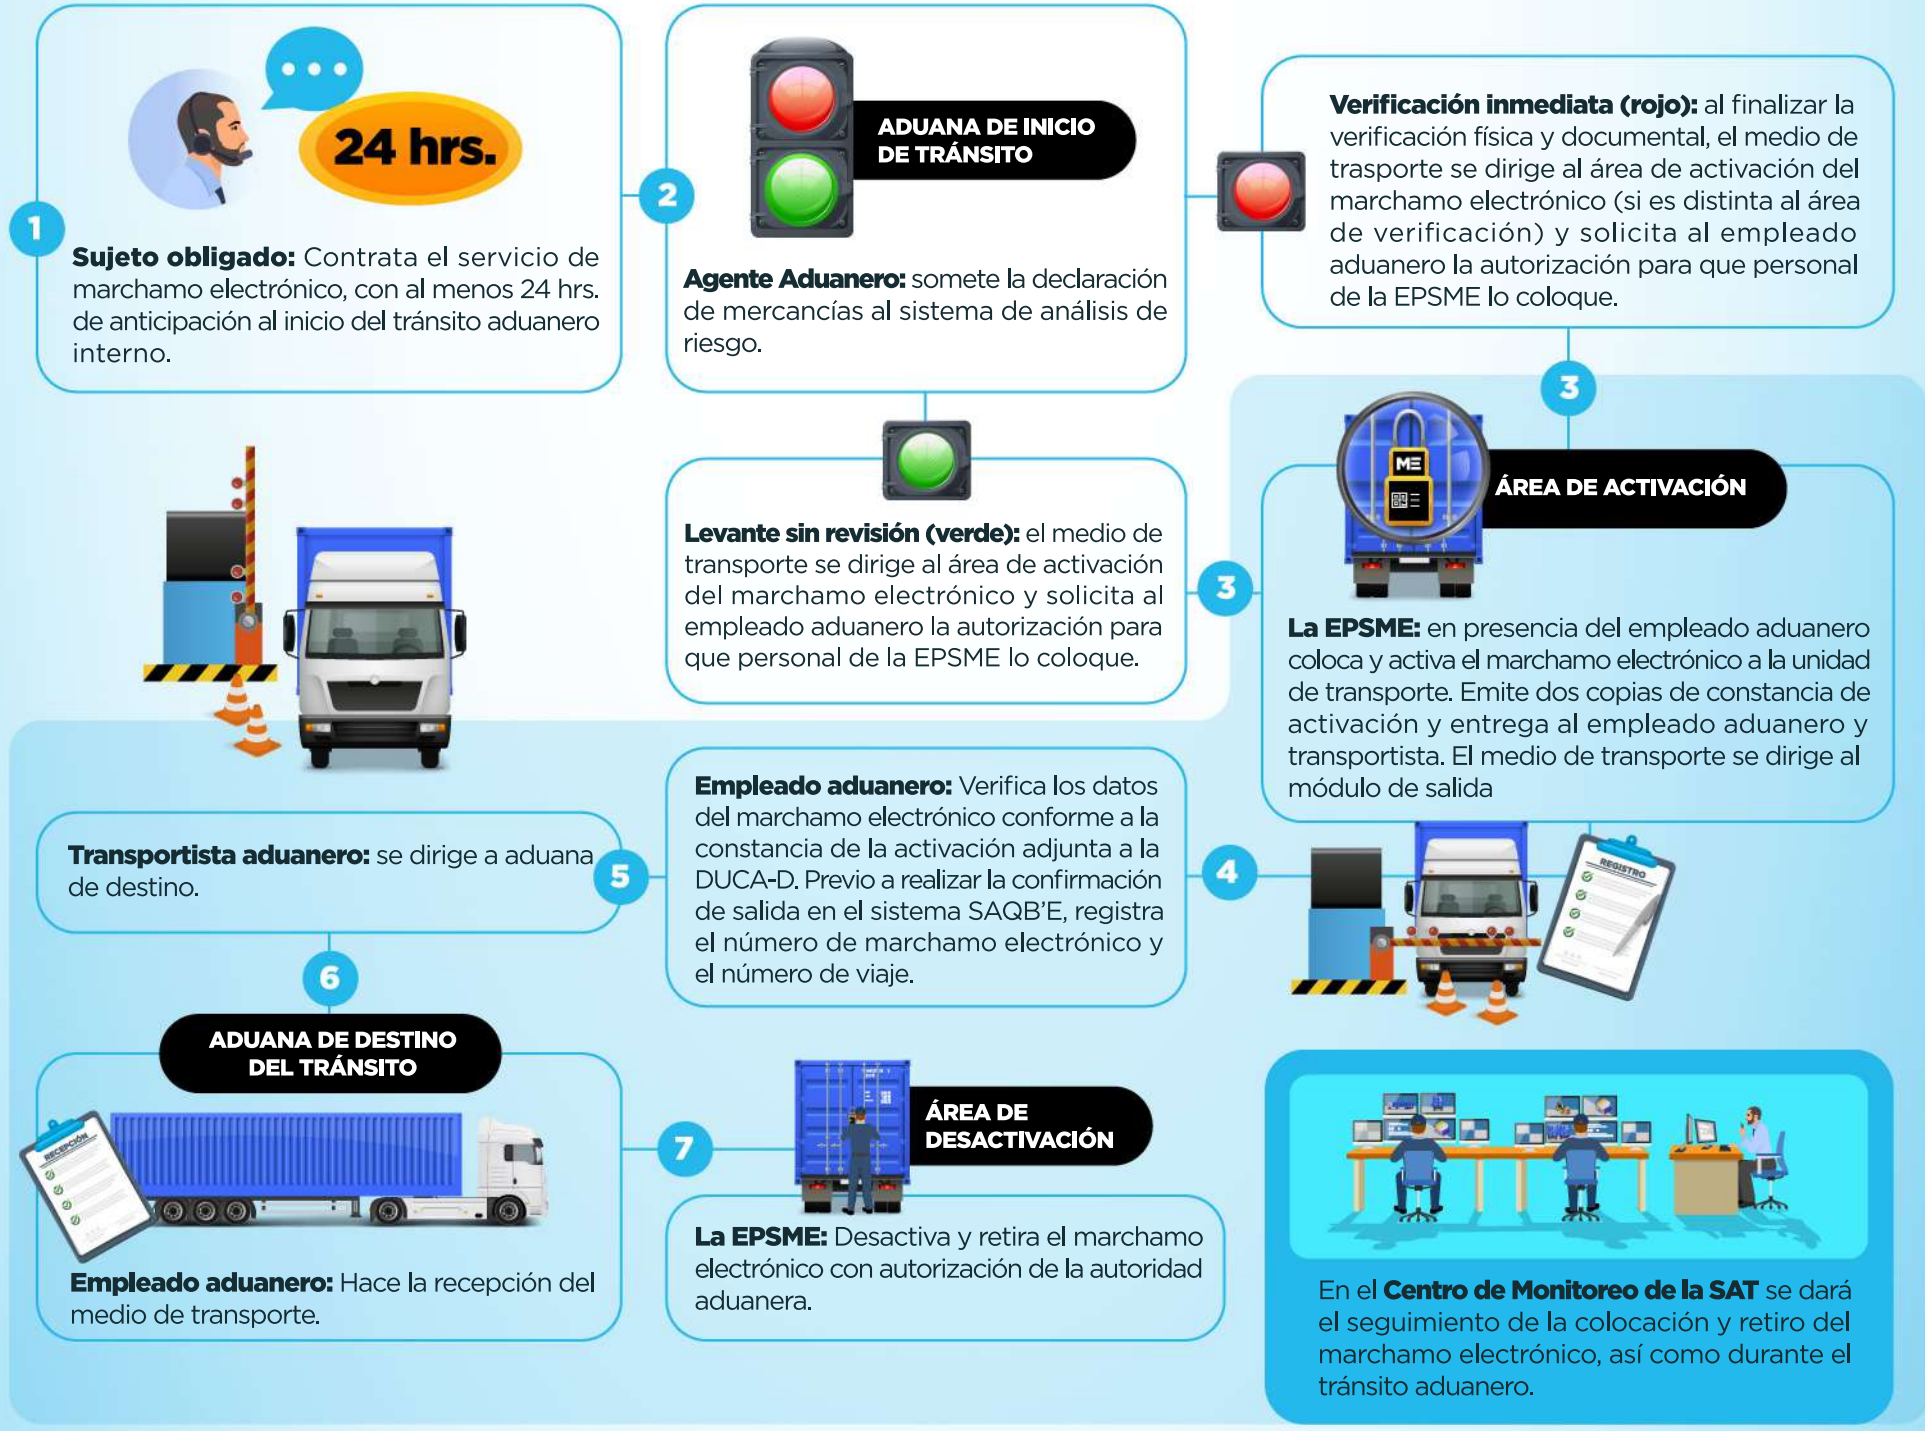 24 hrs.
1
Sujeto obligado: Contrata el servicio de
marchamo electrónico, con al menos 24 hrs.
de anticipación al inicio del tránsito aduanero
interno.
2
ADUANA DE INICIO
DE TRÁNSITO
Agente Aduanero: somete la declaración
de mercancías al sistema de análisis de
riesgo.
Verificación inmediata (rojo): al finalizar la
verificación física y documental, el medio de
trasporte se dirige al área de activación del
marchamo electrónico (si es distinta al área
de verificación) y solicita al empleado
aduanero la autorización para que personal
de la EPSME lo coloque.
Levante sin revisión (verde): el medio de
transporte se dirige al área de activación
del marchamo electrónico y solicita al
empleado aduanero la autorización para
que personal de la EPSME lo coloque.
3
3
ME
ÁREA DE ACTIVACIÓN
La EPSME: en presencia del empleado aduanero
coloca y activa el marchamo electrónico a la unidad
de transporte. Emite dos copias de constancia de
activación y entrega al empleado aduanero y
transportista. El medio de transporte se dirige al
módulo de salida
REGISTRO
4
Empleado aduanero: Verifica los datos
del marchamo electrónico conforme a la
constancia de la activación adjunta a la
DUCA-D. Previo a realizar la confirmación
de salida en el sistema SAQB'E, registra
el número de marchamo electrónico y
el número de viaje.
5
Transportista aduanero: se dirige a aduana
de destino.
6
ADUANA DE DESTINO
DEL TRÁNSITO
RECEPCIÓN
Empleado aduanero: Hace la recepción del
medio de transporte.
7
ÁREA DE
DESACTIVACIÓN
La EPSME: Desactiva y retira el marchamo
electrónico con autorización de la autoridad
aduanera.
En el Centro de Monitoreo de la SAT se dará
el seguimiento de la colocación y retiro del
marchamo electrónico, así como durante el
tránsito aduanero.